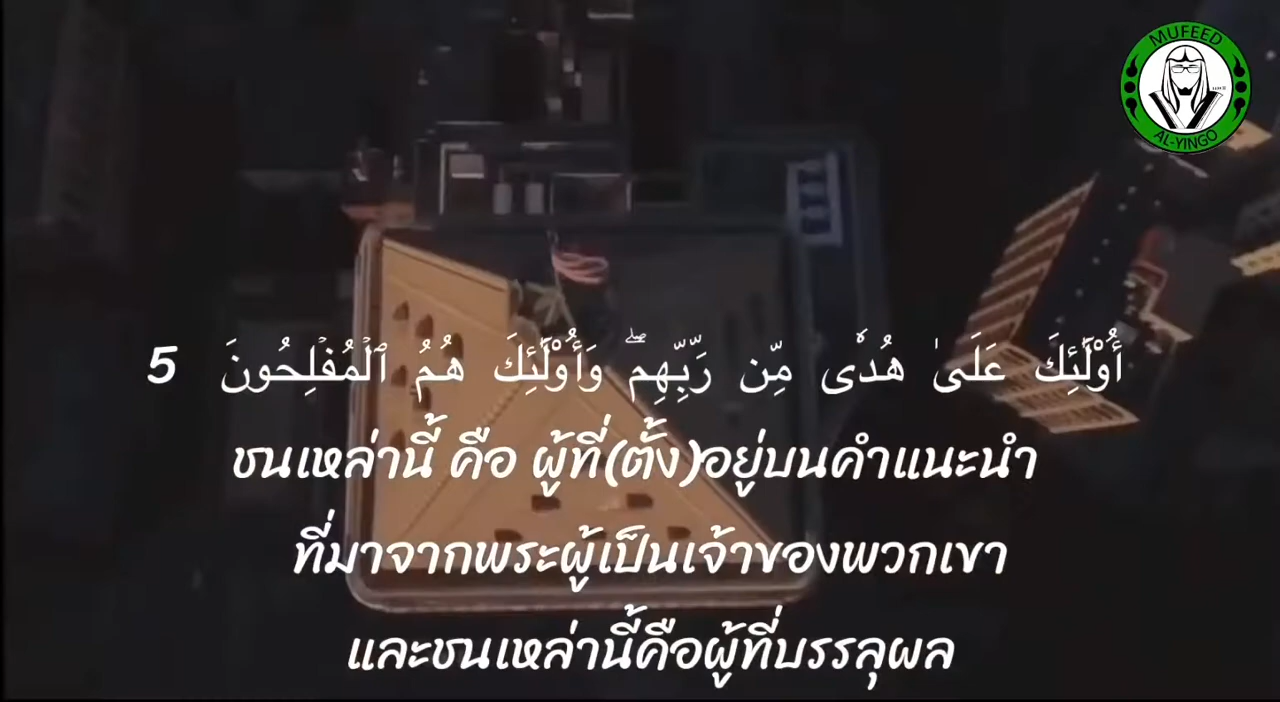 MUFEED
AL-YINGO
أُوْلَٰٓئِكَ عَلَىٰ هُدٗى مِّن رَّبِّهِمۡۖ وَأُوْلَٰٓئِكَ هُمُ ٱلۡمُفۡلِحُونَ 5
ชนเหล่านี้ คือ ผู้ที่(ตั้ง)อยู่บนคำแนะนำ
ที่มาจากพระผู้เป็นเจ้าของพวกเขา
และชนเหล่านี้คือผู้ที่บรรลุผล